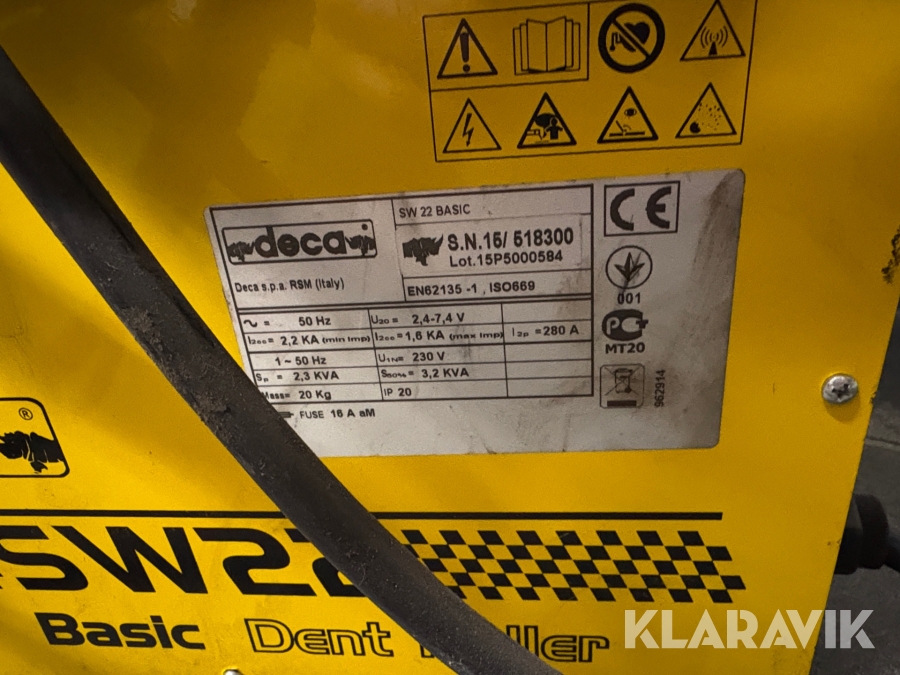 deca
SW 22 BASIC
S.N.15/ 518300
Lot.15P5000584
Deca s.p.a. RSM (Italy)
EN62135 -1 , ISO669
CE
001
PC
MT20
962914
~ = 50 Hz U20 = 2,4-7,4 V
I2cc = 2,2 KA (min imp) I2cc = 1,6 KA (max imp) I2p = 280 A
1 ~ 50 Hz U1N= 230 V
Sp = 2,3 KVA S50% = 3,2 KVA
Mass= 20 Kg IP 20
FUSE 16 A aM
®
SW22
Basic Dent Puller
KLARAVIK